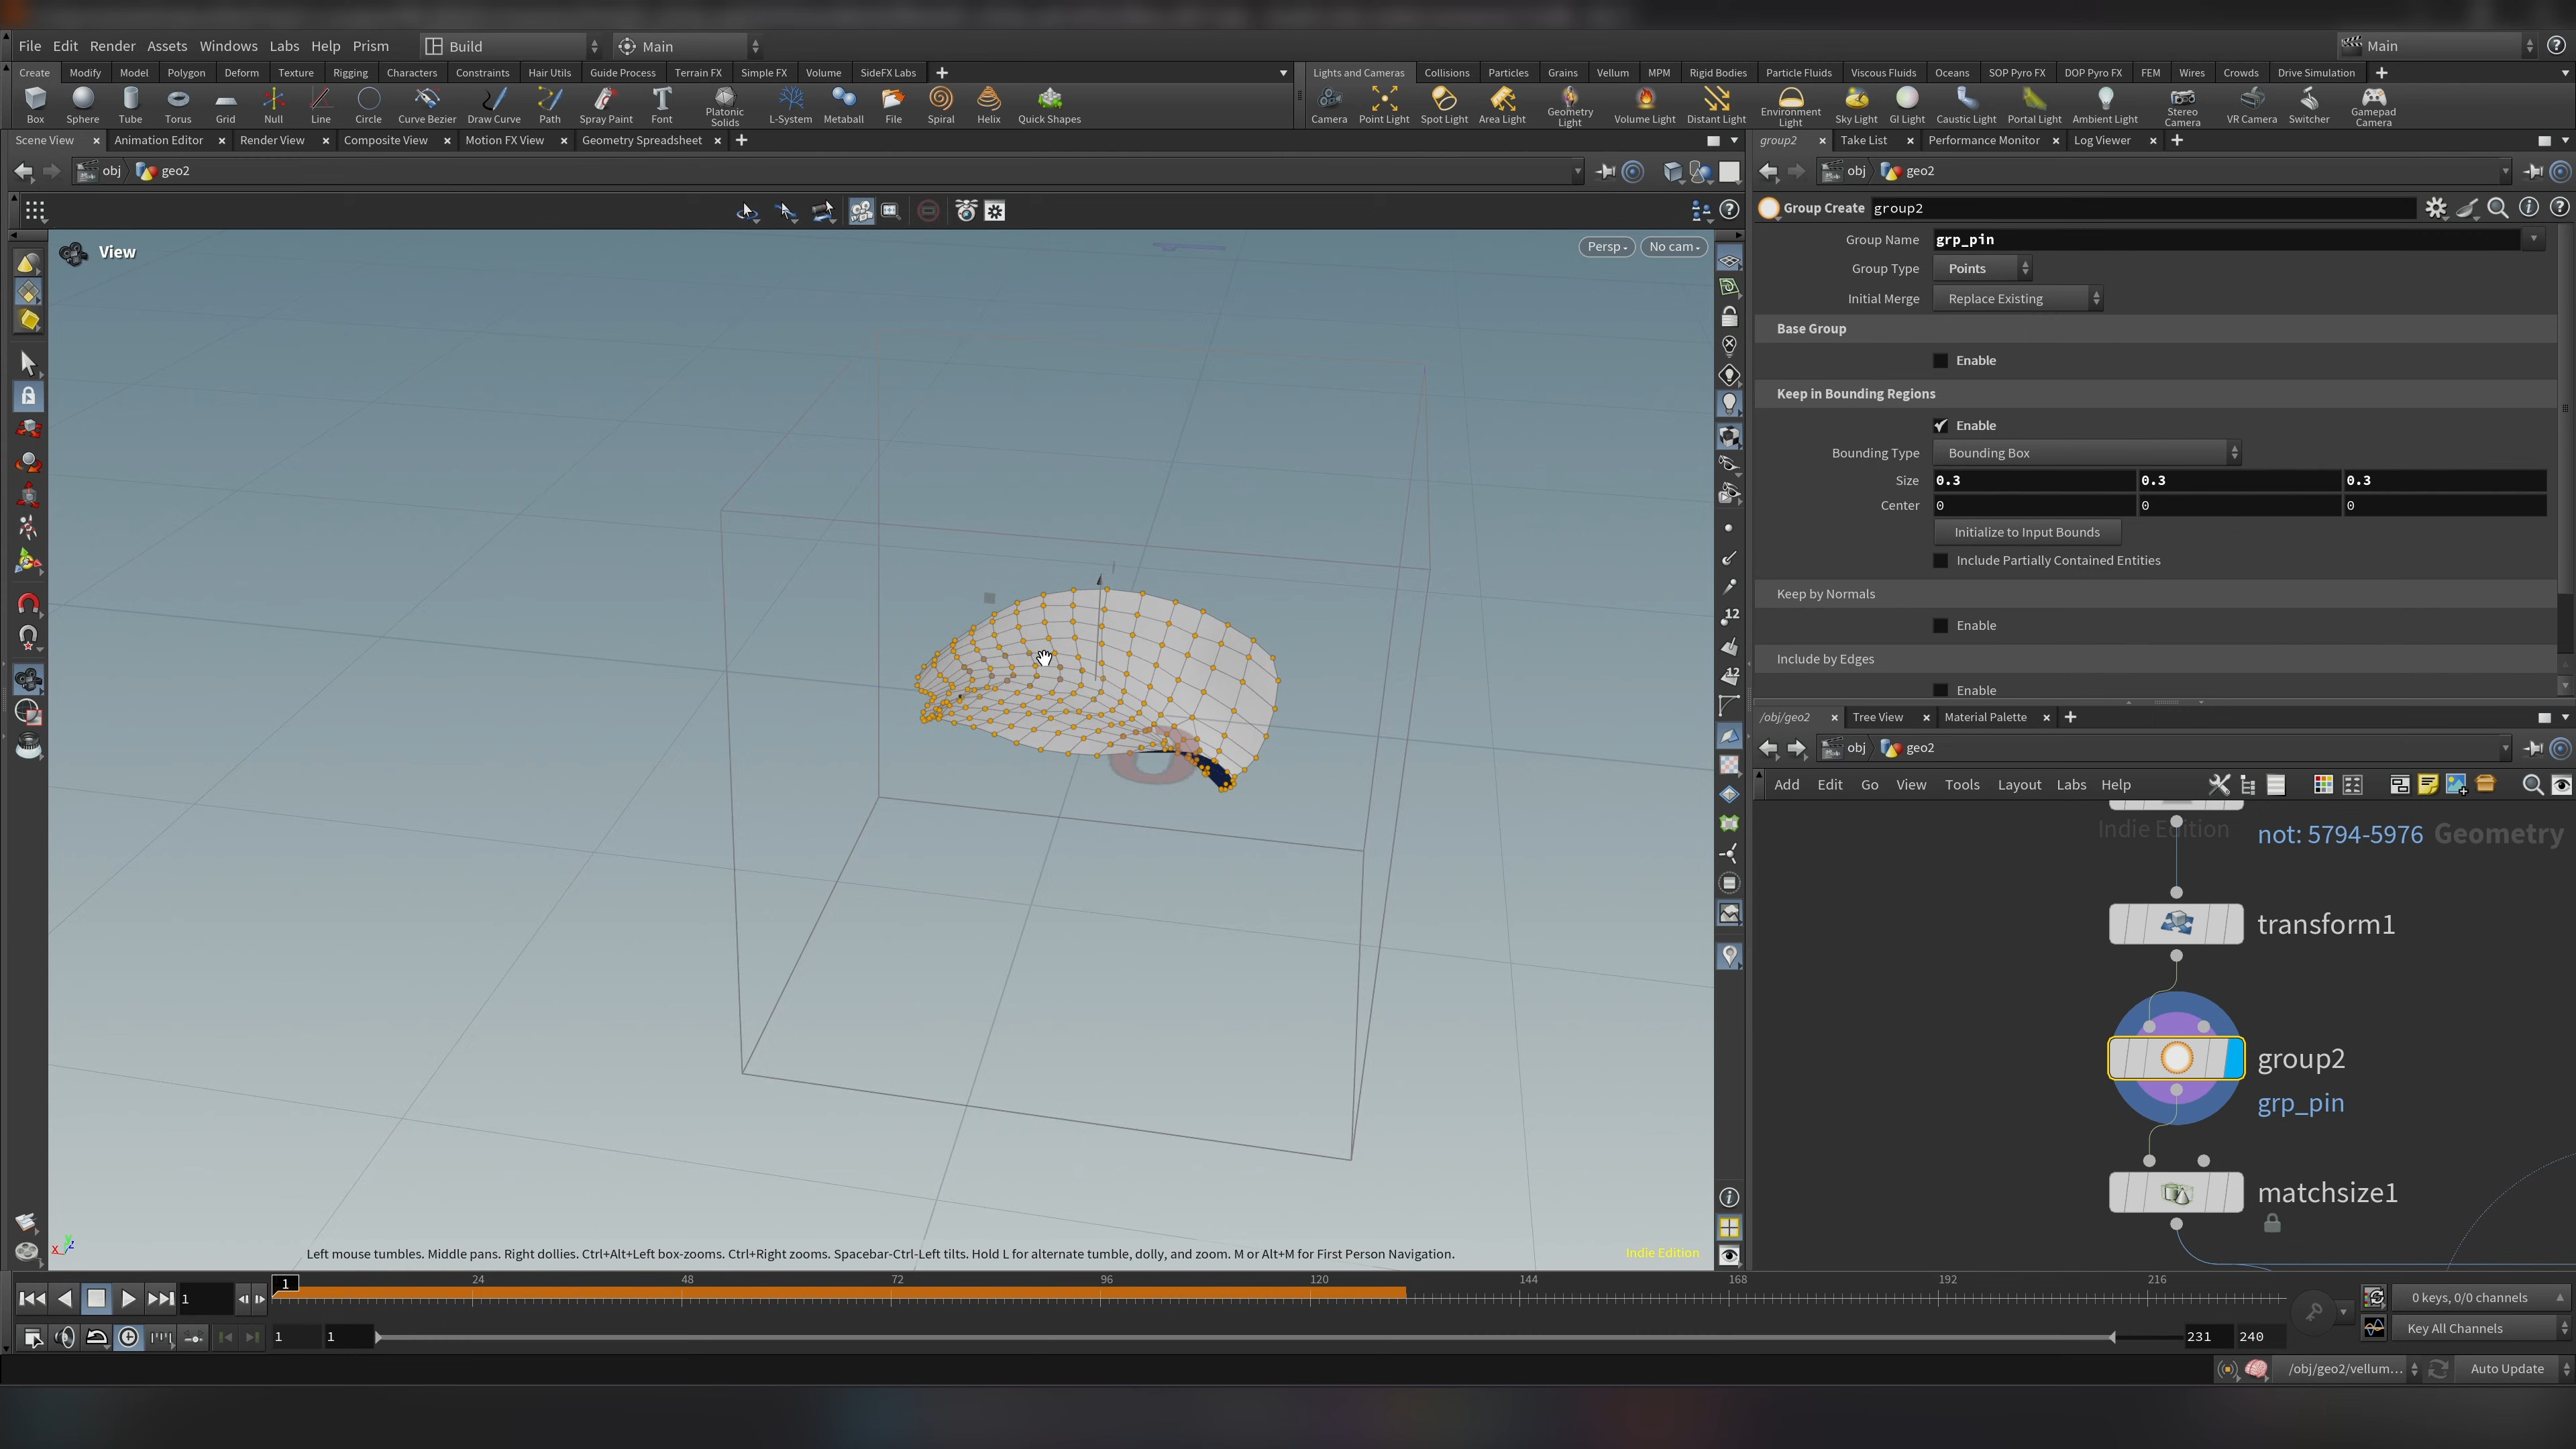 File Edit Render Assets Windows Labs Help Prism Build Main Main
Create Modify Model Polygon Deform Texture Rigging Characters Constraints Hair Utils Guide Process Terrain FX Simple FX Volume SideFX Labs
Lights and Cameras Collisions Particles Grains Vellum MPM Rigid Bodies Particle Fluids Viscous Fluids Oceans SOP Pyro FX DOP Pyro FX FEM Wires Crowds Drive Simulation
Box Sphere Tube Torus Grid Null Line Circle Curve Bezier Draw Curve Path Spray Paint Font Platonic Solids L-System Metaball File Spiral Helix Quick Shapes
Camera Point Light Spot Light Area Light Geometry Light Volume Light Distant Light Environment Light Sky Light GI Light Caustic Light Portal Light Ambient Light Stereo Camera VR Camera Switcher Gamepad Camera
Scene View Animation Editor Render View Composite View Motion FX View Geometry Spreadsheet
group2 Take List Performance Monitor Log Viewer
obj geo2
obj geo2
View
Persp
No cam
Group Create group2
Group Name grp_pin
Group Type Points
Initial Merge Replace Existing
Base Group
Enable
Keep in Bounding Regions
Enable
Bounding Type Bounding Box
Size 0.3 0.3 0.3
Center 0 0 0
Initialize to Input Bounds
Include Partially Contained Entities
Keep by Normals
Enable
Include by Edges
Enable
12
12
/obj/geo2 Tree View Material Palette
obj geo2
Add Edit Go View Tools Layout Labs Help
Indie Edition
not: 5794-5976
Geometry
transform1
group2
grp_pin
matchsize1
x y z
Left mouse tumbles. Middle pans. Right dollies. Ctrl+Alt+Left box-zooms. Ctrl+Right zooms. Spacebar-Ctrl-Left tilts. Hold L for alternate tumble, dolly, and zoom. M or Alt+M for First Person Navigation.
Indie Edition
1 1 24 48 72 96 120 144 168 192 216
0 keys, 0/0 channels
1 1 231 240
Key All Channels
/obj/geo2/vellum... Auto Update